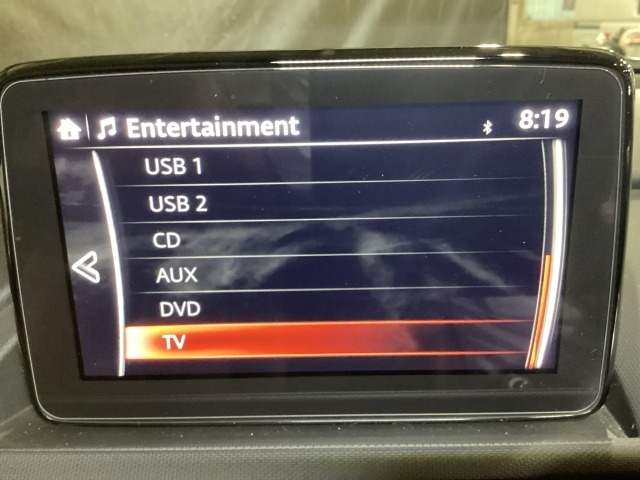 Entertainment
8:19
USB 1
USB 2
CD
AUX
DVD
TV